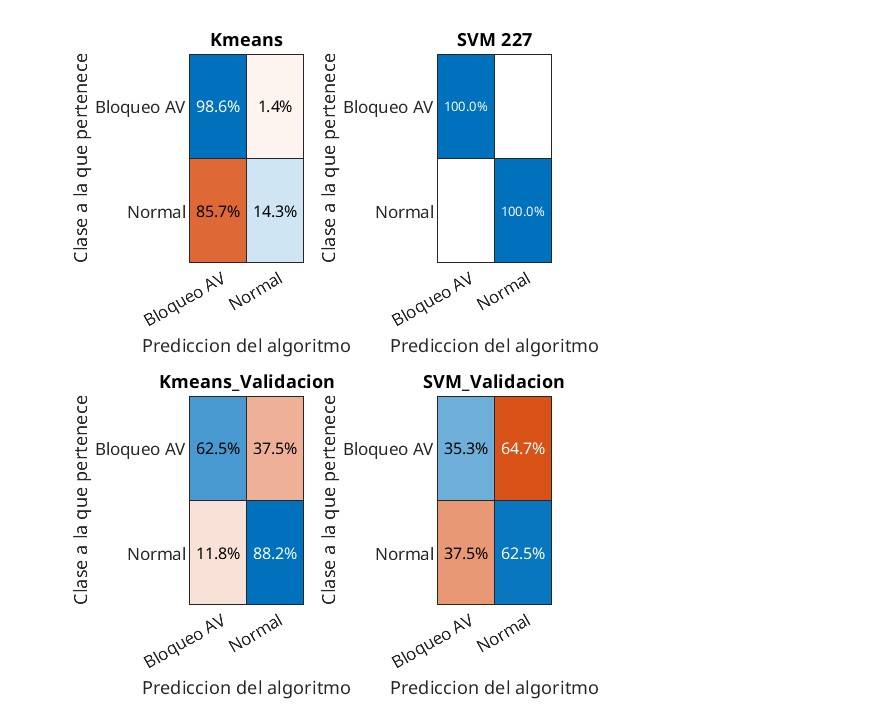 Kmeans
Clase a la que pertenece
Bloqueo AV
98.6%
1.4%
Normal
85.7%
14.3%
Bloqueo AV
Normal
Prediccion del algoritmo
SVM 227
Clase a la que pertenece
Bloqueo AV
100.0%
Normal
100.0%
Bloqueo AV
Normal
Prediccion del algoritmo
Kmeans_Validacion
Clase a la que pertenece
Bloqueo AV
62.5%
37.5%
Normal
11.8%
88.2%
Bloqueo AV
Normal
Prediccion del algoritmo
SVM_Validacion
Clase a la que pertenece
Bloqueo AV
35.3%
64.7%
Normal
37.5%
62.5%
Bloqueo AV
Normal
Prediccion del algoritmo